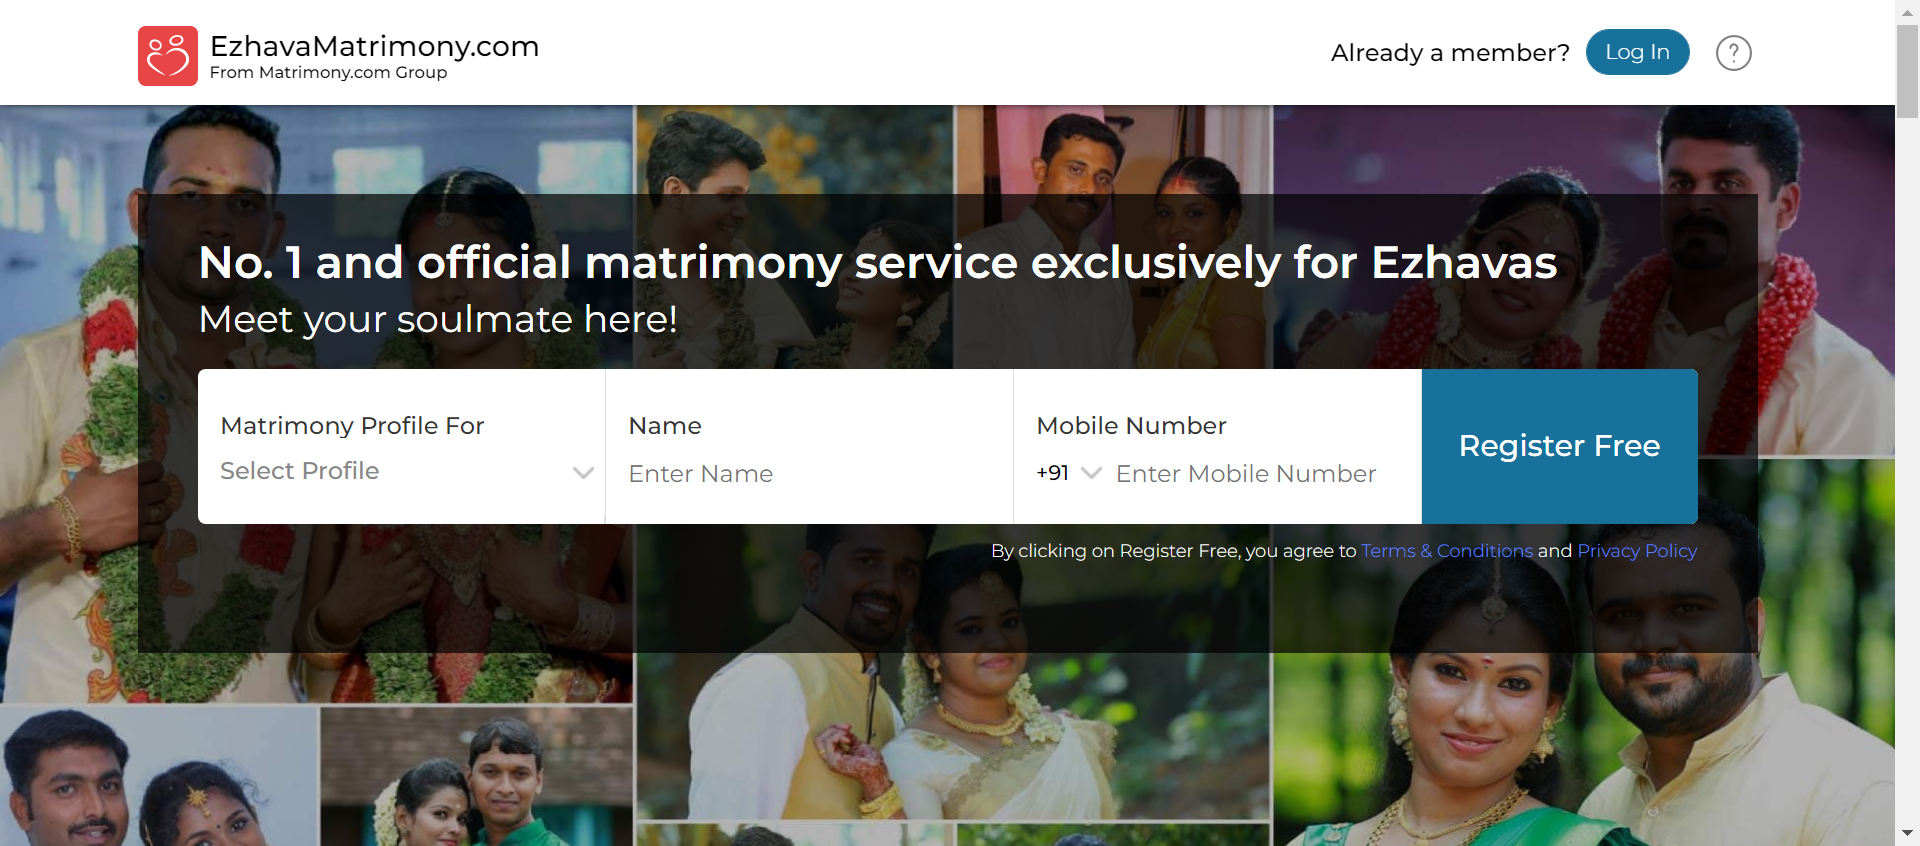 EzhavaMatrimony.com
From Matrimony.com Group
Already a member?
Log In
?
No. 1 and official matrimony service exclusively for Ezhavas
Meet your soulmate here!
Matrimony Profile For
Select Profile
Name
Enter Name
Mobile Number
+91
Enter Mobile Number
Register Free
By clicking on Register Free, you agree to Terms & Conditions and Privacy Policy